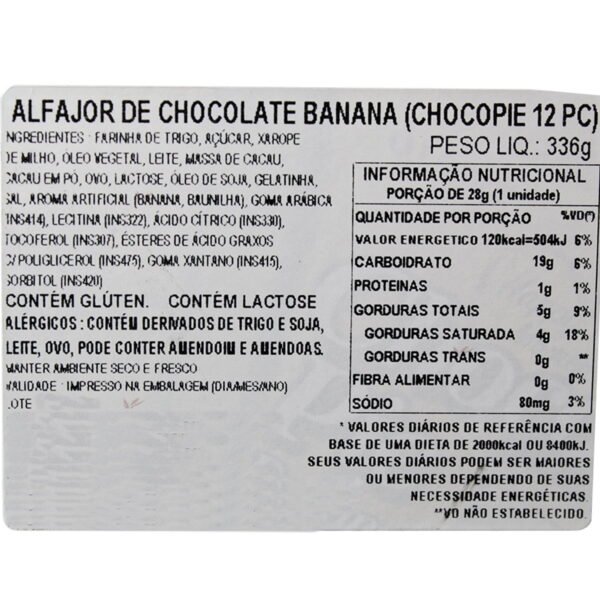 ALFAJOR DE CHOCOLATE BANANA (CHOCOPIE 12 PC)
NGREDIENTES : FARINHA DE TRIGO, AÇÚCAR, XAROPE
DE MILHO, ÓLEO VEGETAL, LEITE, MASSA DE CACAU,
CACAU EM PÓ, OVO, LACTOSE, ÓLEO DE SOJA, GELATINHA,
SAL, AROMA ARTIFICIAL (BANANA, BAUNILHA), GOMA ARÁBICA
(INS414), LECITINA (INS322), ÁCIDO CÍTRICO (INS330),
TOCOFEROL (INS307), ÉSTERES DE ÁCIDO GRAXOS
C/ POLIGLICEROL (INS475), GOMA XANTANO (INS415),
SORBITOL (INS420)
CONTÉM GLÚTEN. CONTÉM LACTOSE
ALÉRGICOS : CONTÉM DERIVADOS DE TRIGO E SOJA,
LEITE, OVO, PODE CONTER AMENDOIM E AMENDOAS.
MANTER AMBIENTE SECO E FRESCO
VALIDADE : IMPRESSO NA EMBALAGEM (DIA/MES/ANO)
LOTE
PESO LIQ.: 336g
INFORMAÇÃO NUTRICIONAL
PORÇÃO DE 28g (1 unidade)
QUANTIDADE POR PORÇÃO %VD(*)
VALOR ENERGETICO 120kcal=504kJ 6%
CARBOIDRATO 19g 6%
PROTEINAS 1g 1%
GORDURAS TOTAIS 5g 9%
GORDURAS SATURADA 4g 18%
GORDURAS TRANS 0g **
FIBRA ALIMENTAR 0g 0%
SÓDIO 80mg 3%
* VALORES DIÁRIOS DE REFERÊNCIA COM
BASE DE UMA DIETA DE 2000kcal OU 8400kJ.
SEUS VALORES DIÁRIOS PODEM SER MAIORES
OU MENORES DEPENDENDO DE SUAS
NECESSIDADE ENERGÉTICAS.
**VD NÃO ESTABELECIDO.